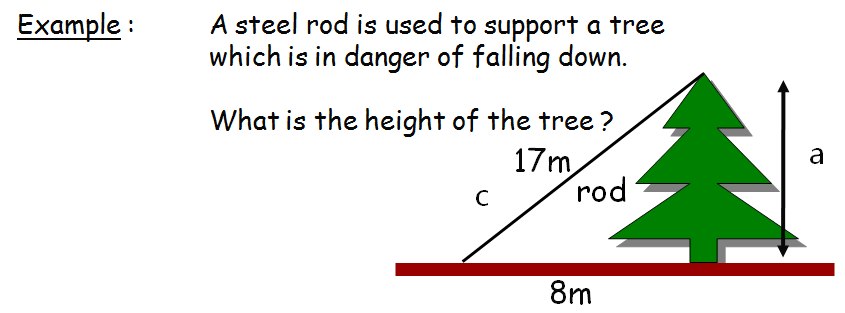 Example :
A steel rod is used to support a tree
which is in danger of falling down.
What is the height of the tree ?
17m
a
c
rod
8m